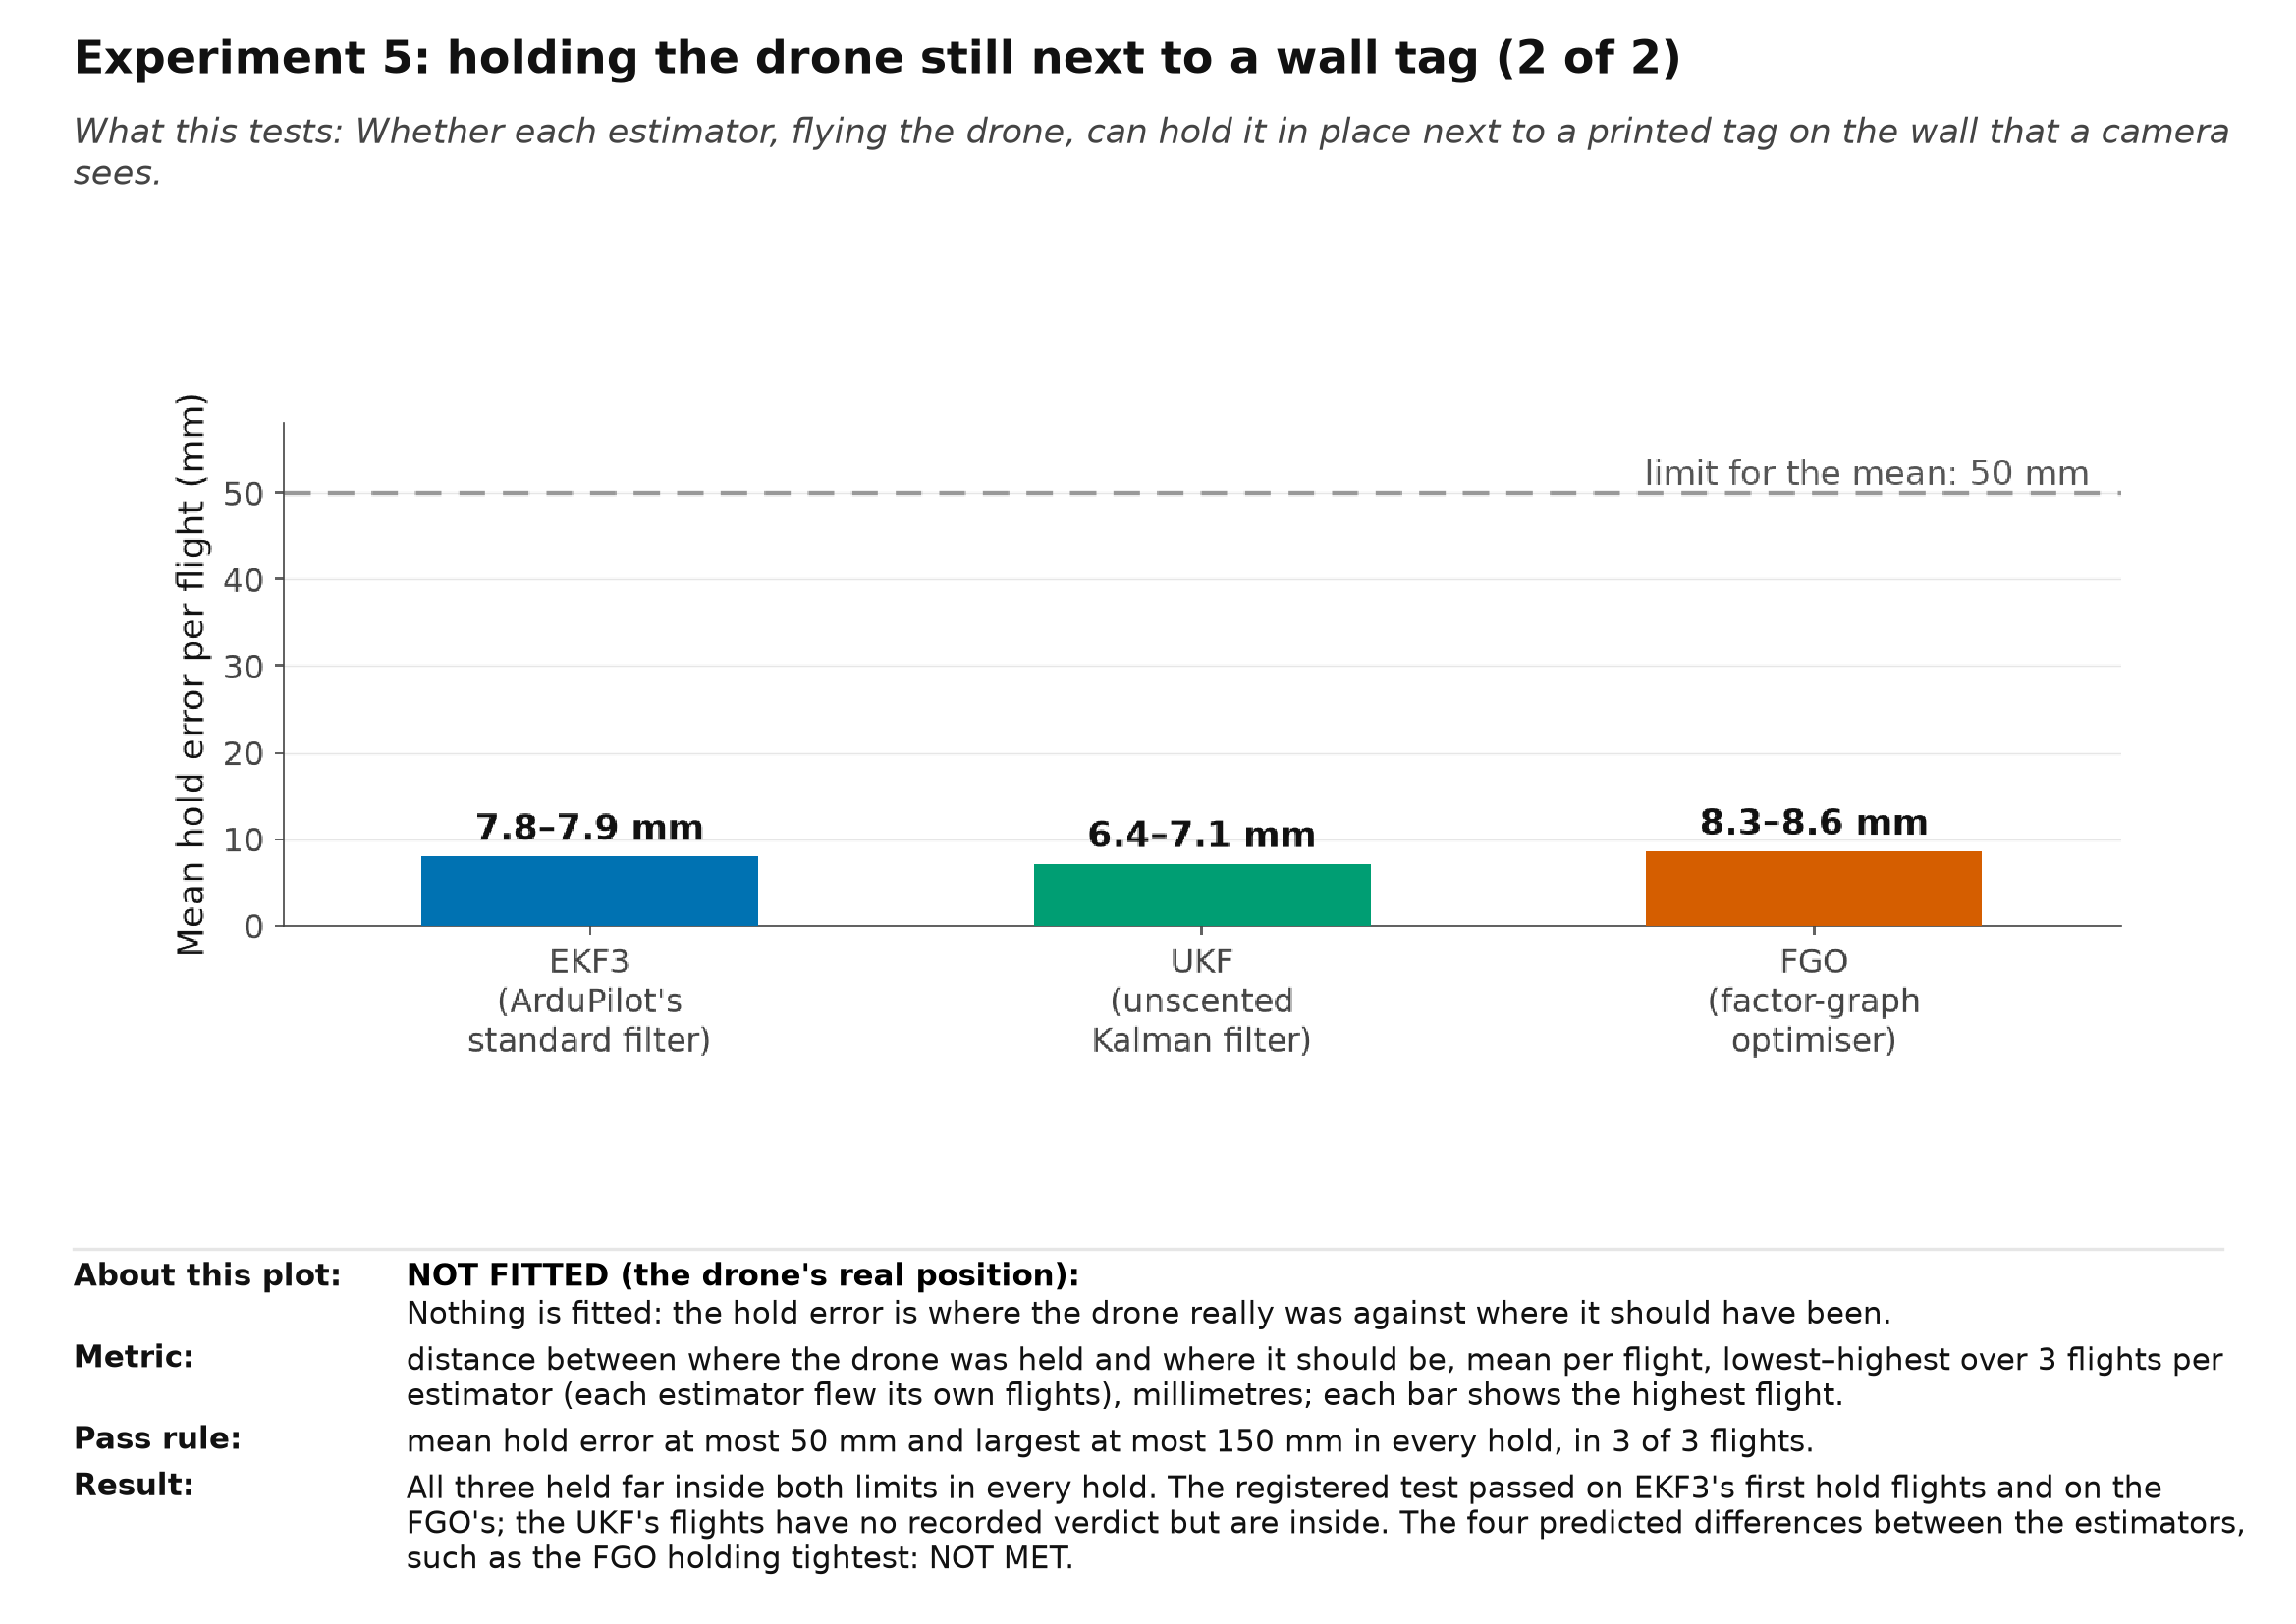 Experiment 5: holding the drone still next to a wall tag (2 of 2)
What this tests: Whether each estimator, flying the drone, can hold it in place next to a printed tag on the wall that a camera
sees.
Mean hold error per flight (mm)
limit for the mean: 50 mm
50
40
30
20
10
0
7.8–7.9 mm
6.4–7.1 mm
8.3–8.6 mm
EKF3
(ArduPilot's
standard filter)
UKF
(unscented
Kalman filter)
FGO
(factor-graph
optimiser)
About this plot: NOT FITTED (the drone's real position):
Nothing is fitted: the hold error is where the drone really was against where it should have been.
Metric: distance between where the drone was held and where it should be, mean per flight, lowest–highest over 3 flights per
estimator (each estimator flew its own flights), millimetres; each bar shows the highest flight.
Pass rule: mean hold error at most 50 mm and largest at most 150 mm in every hold, in 3 of 3 flights.
Result: All three held far inside both limits in every hold. The registered test passed on EKF3's first hold flights and on the
FGO's; the UKF's flights have no recorded verdict but are inside. The four predicted differences between the estimators,
such as the FGO holding tightest: NOT MET.